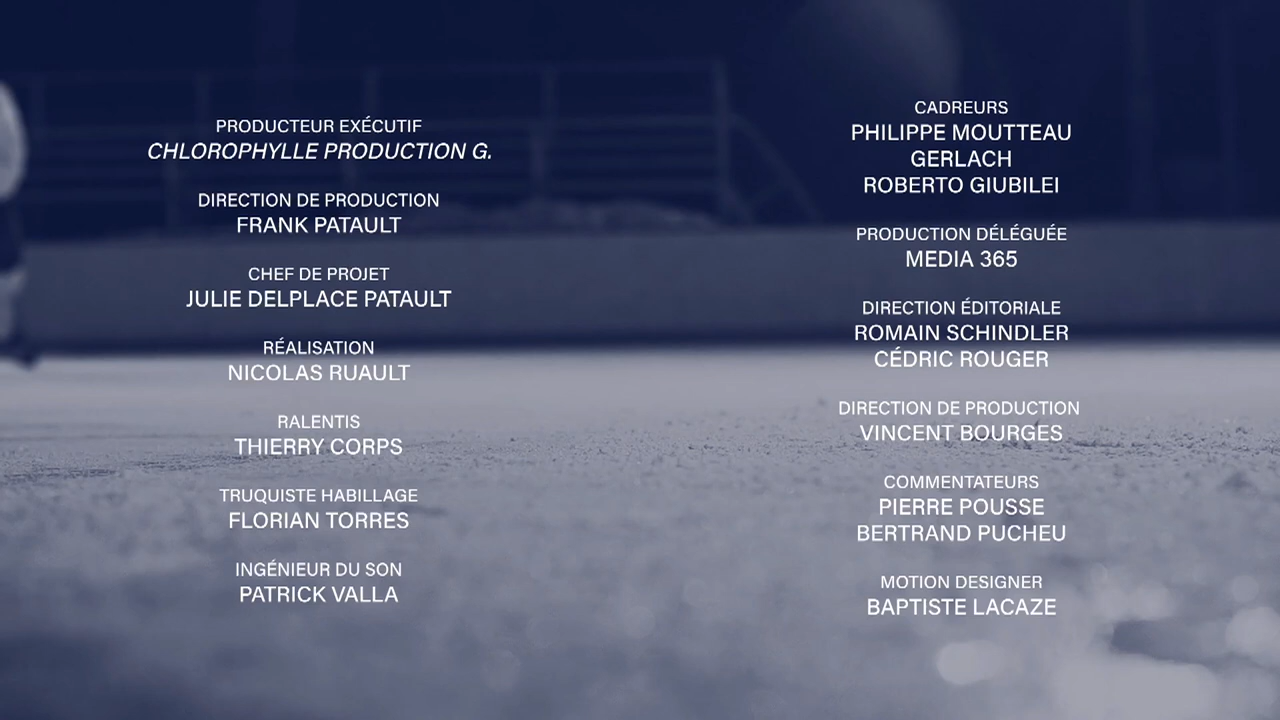 PRODUCTEUR EXÉCUTIF
CHLOROPHYLLE PRODUCTION G.
DIRECTION DE PRODUCTION
FRANK PATAULT
CHEF DE PROJET
JULIE DELPLACE PATAULT
RÉALISATION
NICOLAS RUAULT
RALENTIS
THIERRY CORPS
TRUQUISTE HABILLAGE
FLORIAN TORRES
INGÉNIEUR DU SON
PATRICK VALLA
CADREURS
PHILIPPE MOUTTEAU
GERLACH
ROBERTO GIUBILEI
PRODUCTION DÉLÉGUÉE
MEDIA 365
DIRECTION ÉDITORIALE
ROMAIN SCHINDLER
CÉDRIC ROUGER
DIRECTION DE PRODUCTION
VINCENT BOURGES
COMMENTATEURS
PIERRE POUSSE
BERTRAND PUCHEU
MOTION DESIGNER
BAPTISTE LACAZE